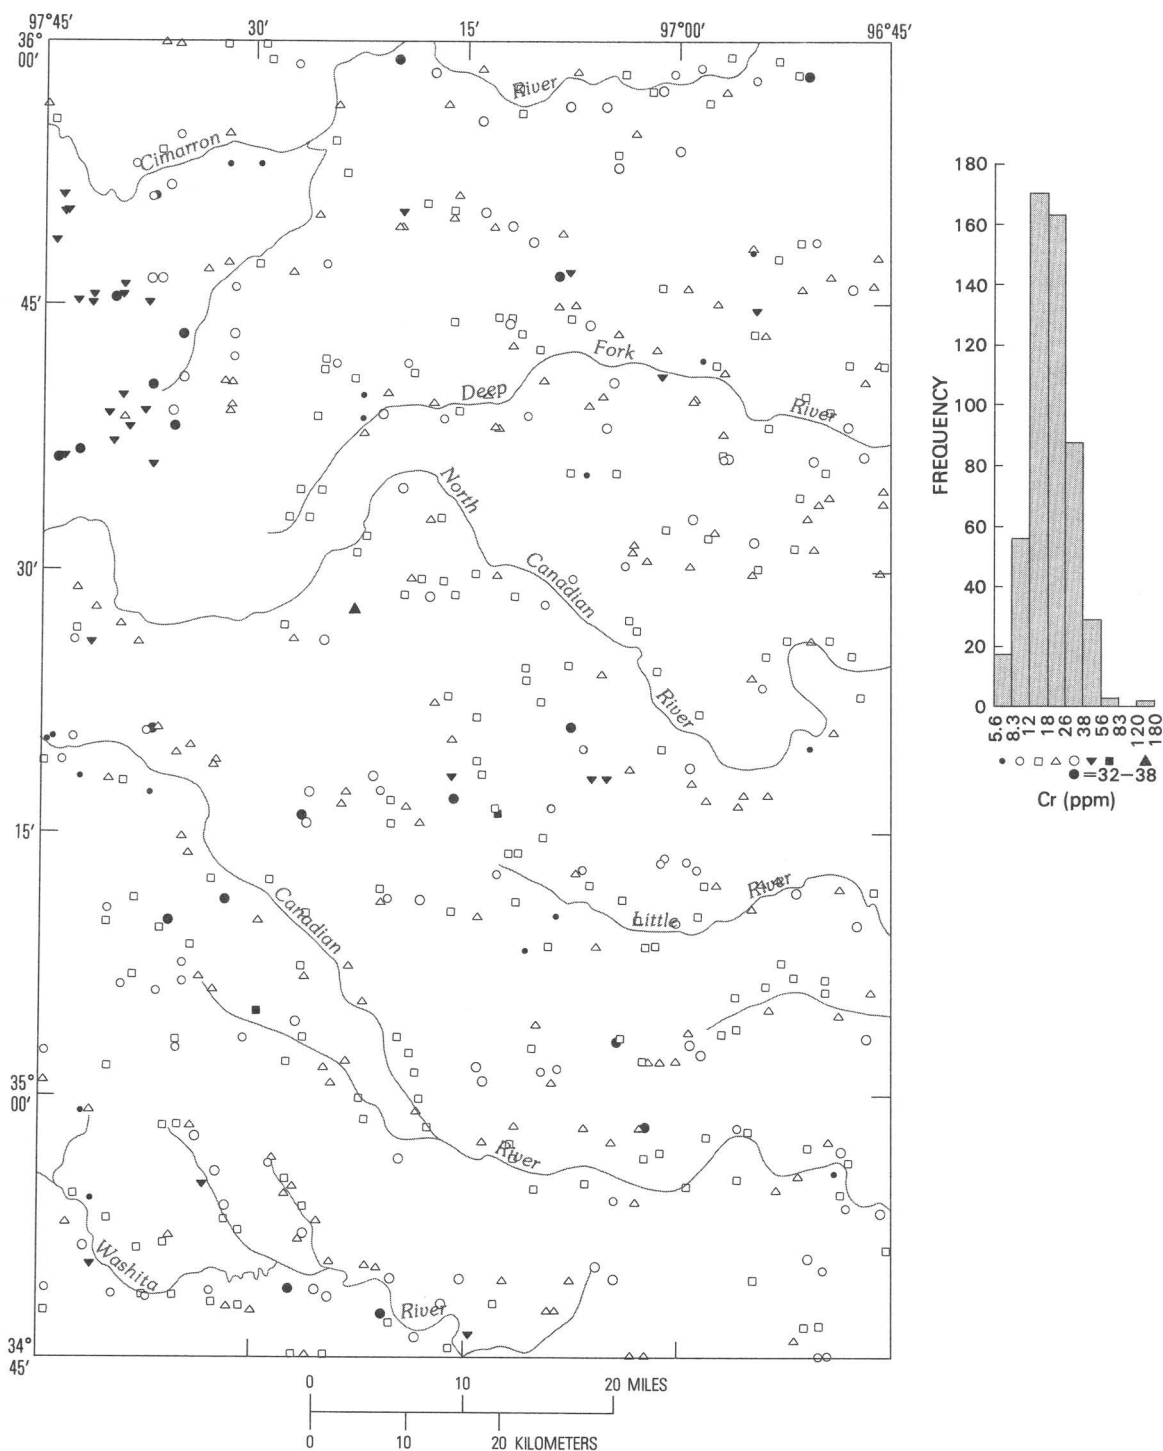 97°45′
30′
15′
97°00′
96°45′
36°
00′
River
Cimarron
45′
Fork
Deep
River
North
30′
Canadian
River
15′
Canadian
River
Little
35°
00′
River
Washita
River
34°
45′
0
10
20 MILES
0
10
20 KILOMETERS
FREQUENCY
180
160
140
120
100
80
60
40
20
0
5.6
8.3
12
18
26
38
56
83
120
180
=32–38
Cr (ppm)